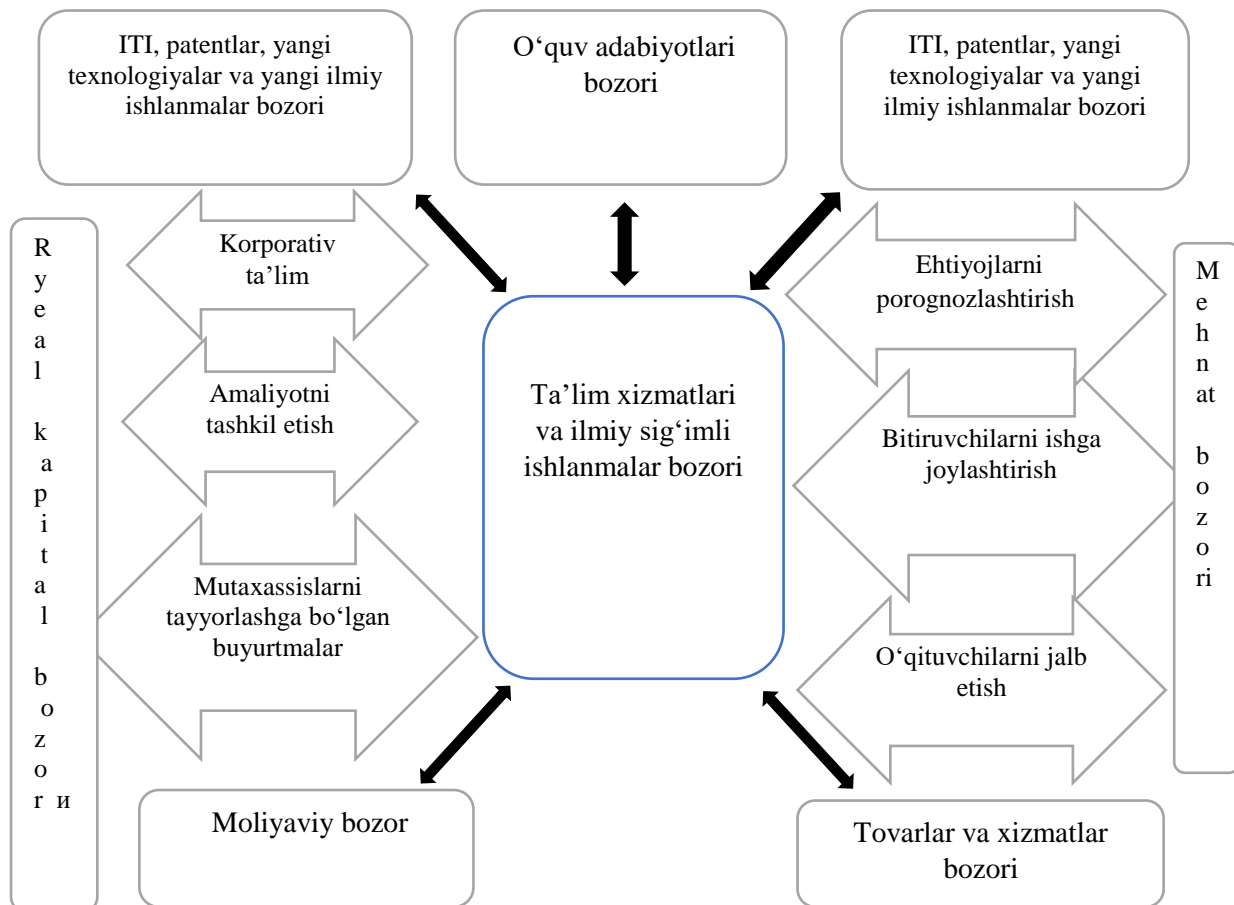 ITI, patentlar, yangi
texnologiyalar va yangi ilmiy
ishlanmalar bozori
O‘quv adabiyotlari
bozori
ITI, patentlar, yangi
texnologiyalar va yangi
ilmiy ishlanmalar bozori
R
y
e
a
l
k
a
p
i
t
a
l
b
o
z
o
r и
Korporativ
ta’lim
Amaliyotni
tashkil etish
Mutaxassislarni
tayyorlashga bo‘lgan
buyurtmalar
Ta’lim xizmatlari
va ilmiy sig‘imli
ishlanmalar bozori
Ehtiyojlarni
porognozlashtirish
Bitiruvchilarni ishga
joylashtirish
O‘qituvchilarni jalb
etish
M
e
h
n
at
b
o
z
o
ri
Moliyaviy bozor
Tovarlar va xizmatlar
bozori